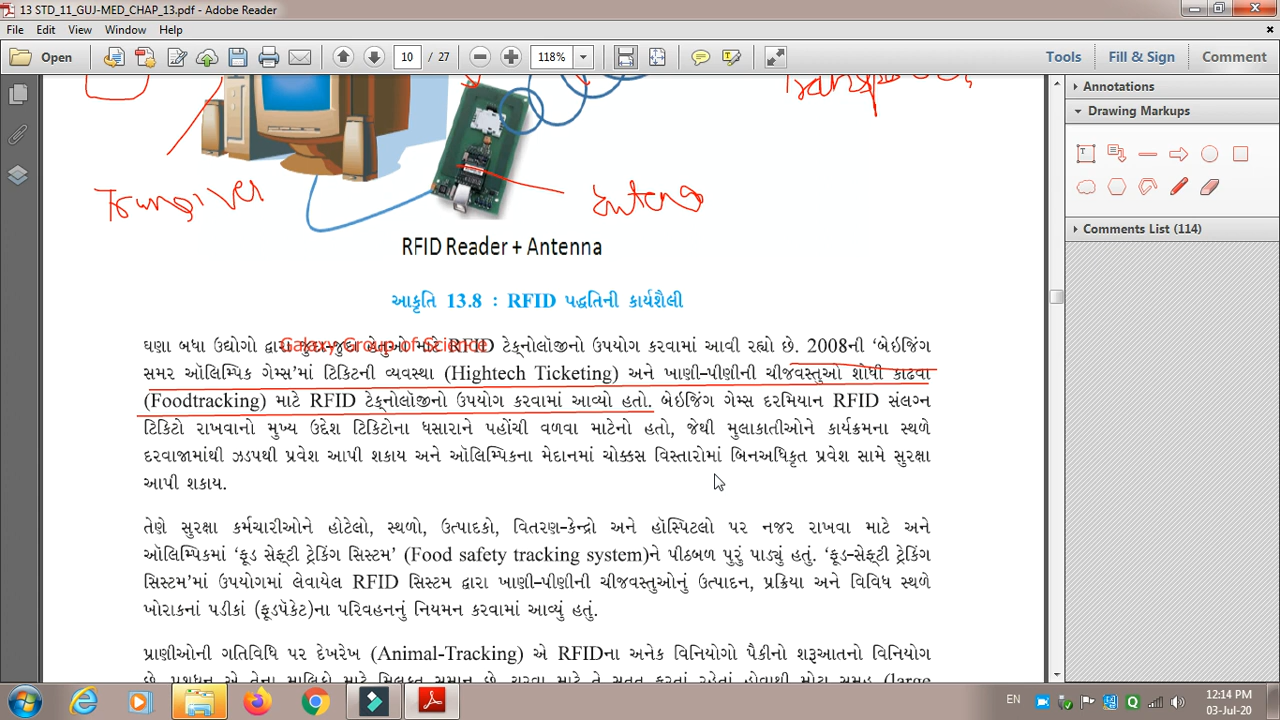 13 STD_11_GUJ-MED_CHAP_13.pdf - Adobe Reader
File Edit View Window Help
Open 10 / 27 118% Tools Fill & Sign Comment
Annotations
Drawing Markups
Comments List (114)
RFID Reader + Antenna
આકૃતિ 13.8 : RFID પદ્ધતિની કાર્યશૈલી
Galaxy Group of Science
ઘણા બધા ઉદ્યોગો દ્વારા જુદા-જુદા હેતુઓ માટે RFID ટેક્નોલૉજીનો ઉપયોગ કરવામાં આવી રહ્યો છે. 2008ની ‘બેઇજિંગ
સમર ઑલિમ્પિક ગેમ્સ’માં ટિકિટની વ્યવસ્થા (Hightech Ticketing) અને ખાણી-પીણીની ચીજવસ્તુઓ શોધી કાઢવા
(Foodtracking) માટે RFID ટેક્નોલૉજીનો ઉપયોગ કરવામાં આવ્યો હતો. બેઇજિંગ ગેમ્સ દરમિયાન RFID સંલગ્ન
ટિકિટો રાખવાનો મુખ્ય ઉદ્દેશ ટિકિટોના ધસારાને પહોંચી વળવા માટેનો હતો, જેથી મુલાકાતીઓને કાર્યક્રમના સ્થળે
દરવાજામાંથી ઝડપથી પ્રવેશ આપી શકાય અને ઑલિમ્પિકના મેદાનમાં ચોક્કસ વિસ્તારોમાં બિનઅધિકૃત પ્રવેશ સામે સુરક્ષા
આપી શકાય.
તેણે સુરક્ષા કર્મચારીઓને હોટેલો, સ્થળો, ઉત્પાદકો, વિતરણ-કેન્દ્રો અને હૉસ્પિટલો પર નજર રાખવા માટે અને
ઑલિમ્પિકમાં ‘ફૂડ સેફ્ટી ટ્રેકિંગ સિસ્ટમ’ (Food safety tracking system)ને પીઠબળ પુરું પાડ્યું હતું. ‘ફૂડ-સેફ્ટી ટ્રેકિંગ
સિસ્ટમ’માં ઉપયોગમાં લેવાયેલ RFID સિસ્ટમ દ્વારા ખાણી-પીણીની ચીજવસ્તુઓનું ઉત્પાદન, પ્રક્રિયા અને વિવિધ સ્થળે
ખોરાકનાં પડીકાં (ફૂડપૅકેટ)ના પરિવહનનું નિયમન કરવામાં આવ્યું હતું.
પ્રાણીઓની ગતિવિધિ પર દેખરેખ (Animal-Tracking) એ RFIDના અનેક વિનિયોગો પૈકીનો શરૂઆતનો વિનિયોગ
EN 12:14 PM
03-Jul-20